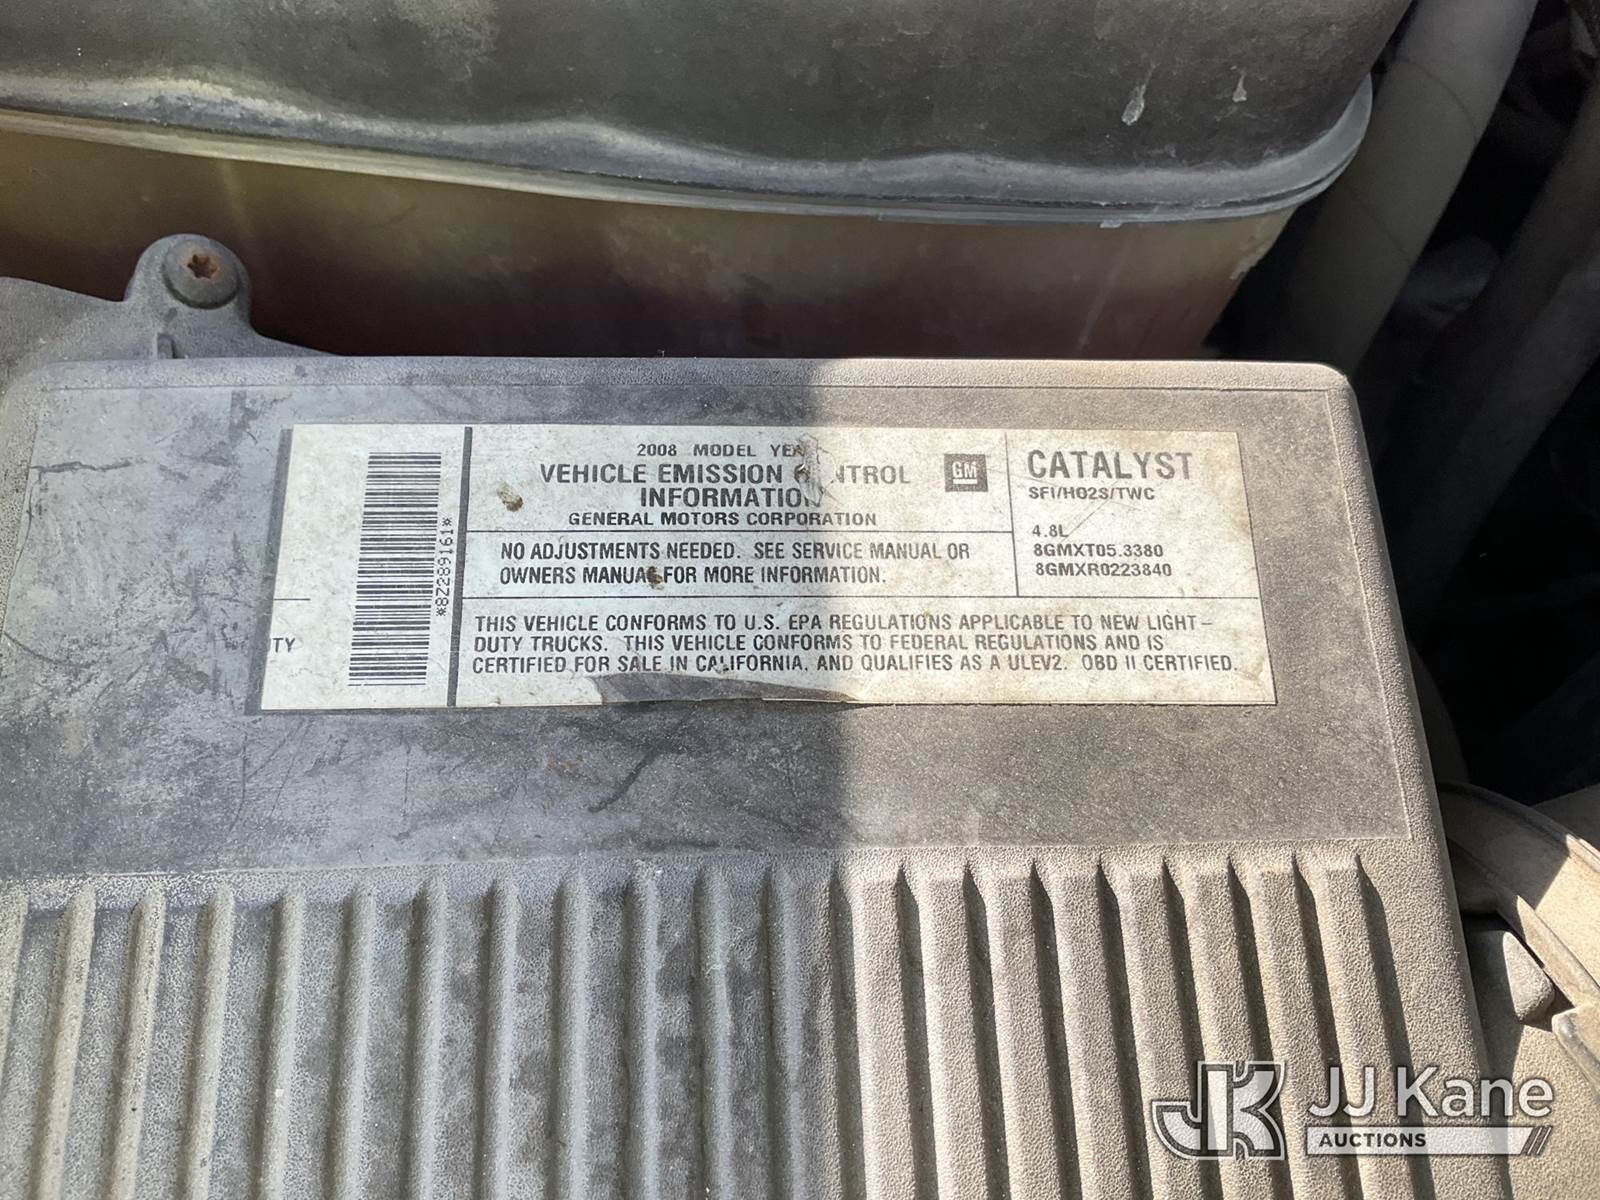 TY
*8Z289161*
2008 MODEL
VEHICLE EMISSION
INFORMATION
GENERAL MOTORS CORPORATION
GM
NO ADJUSTMENTS NEEDED. SEE SERVICE MANUAL OR
OWNERS MANUAL FOR MORE INFORMATION.
CATALYST
SFI/HO2S/TWC
4.8L
8GMXT05.3380
8GMXR0223840
THIS VEHICLE CONFORMS TO U.S. EPA REGULATIONS APPLICABLE TO NEW LIGHT-
DUTY TRUCKS. THIS VEHICLE CONFORMS TO FEDERAL REGULATIONS AND IS
CERTIFIED FOR SALE IN CALIFORNIA, AND QUALIFIES AS A ULEV2. OBD II CERTIFIED.
JK JJ Kane
AUCTIONS